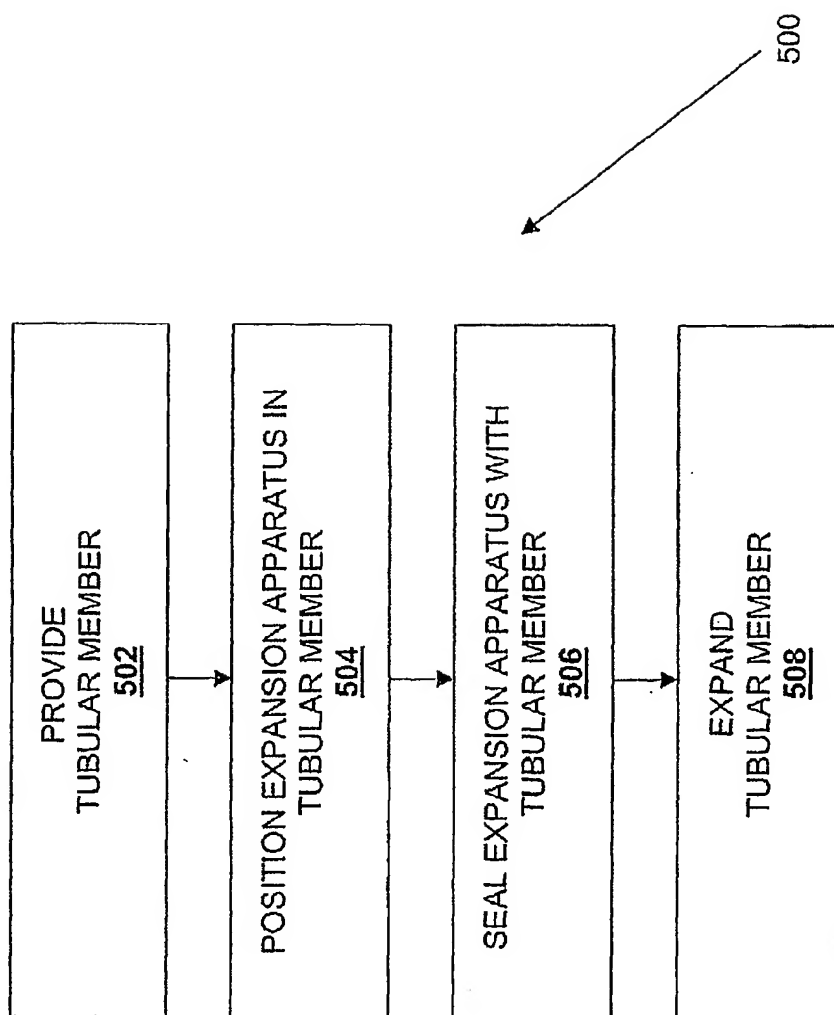 PROVIDE
TUBULAR MEMBER
502
POSITION EXPANSION APPARATUS IN
TUBULAR MEMBER
504
SEAL EXPANSION APPARATUS WITH
TUBULAR MEMBER
506
EXPAND
TUBULAR MEMBER
508
500